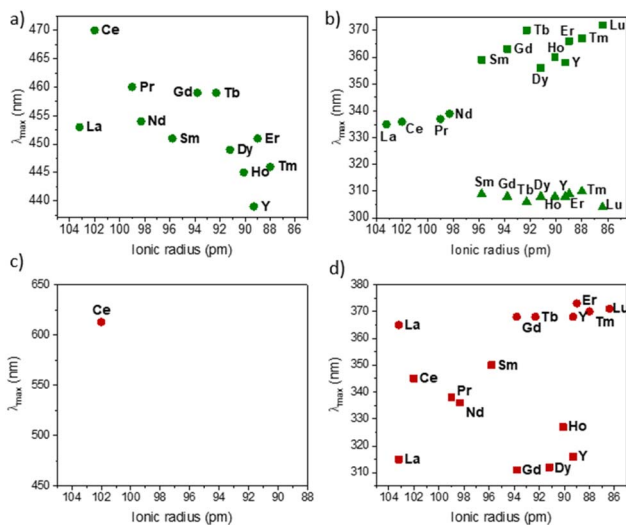 a)
470
460
450
440
λmax (nm)
Ce
Pr
Gd
Tb
La
Nd
Sm
Er
Dy
Ho
Tm
Y
104 102 100 98 96 94 92 90 88 86
Ionic radius (pm)
b)
370
360
350
340
330
320
310
300
λmax (nm)
Lu
Tb
Er
Tm
Gd
Ho
Sm
Y
Dy
Nd
La
Ce
Pr
Sm Gd Tb Dy Ho Y Er Tm Lu
104 102 100 98 96 94 92 90 88 86
Ionic radius (pm)
c)
650
600
550
500
450
λmax (nm)
Ce
104 102 100 98 96 94 92 90 88
Ionic radius (pm)
d)
380
370
360
350
340
330
320
310
λmax (nm)
Er
Lu
La
Gd
Tb
Y
Tm
Sm
Ce
Pr
Nd
Ho
La
Gd
Dy
Y
104 102 100 98 96 94 92 90 88 86
Ionic radius (pm)